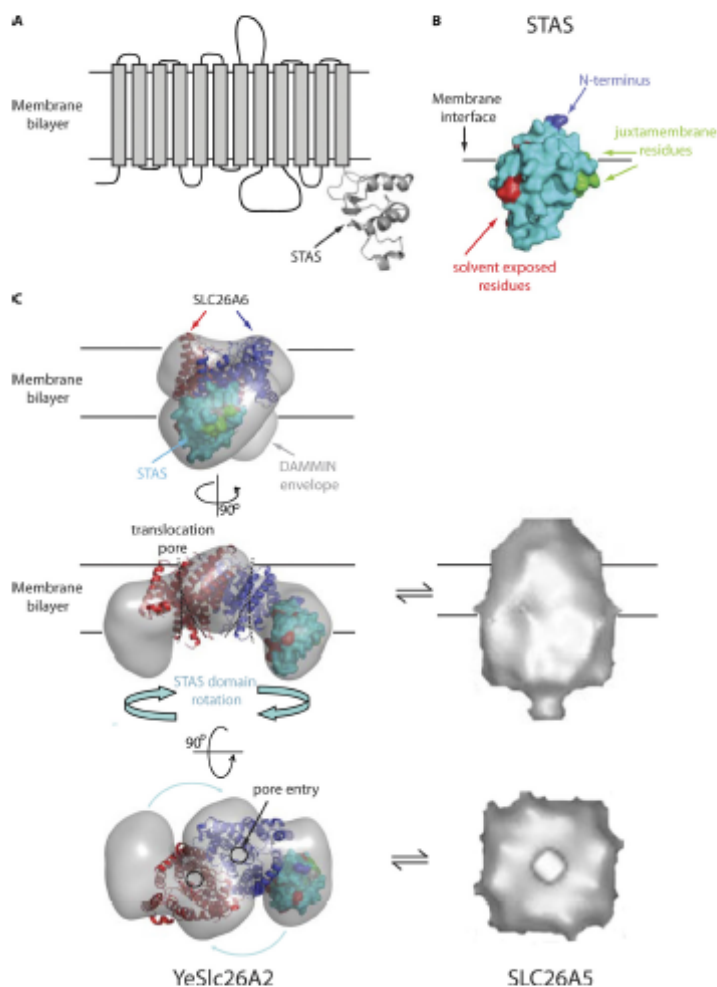 A
Membrane
bilayer
STAS
B
STAS
N-terminus
Membrane
interface
juxtamembrane
residues
solvent exposed
residues
C
SLC26A6
Membrane
bilayer
STAS
DAMMIN
envelope
90°
translocation
pore
Membrane
bilayer
STAS domain
rotation
90°
pore entry
YeSlc26A2
SLC26A5